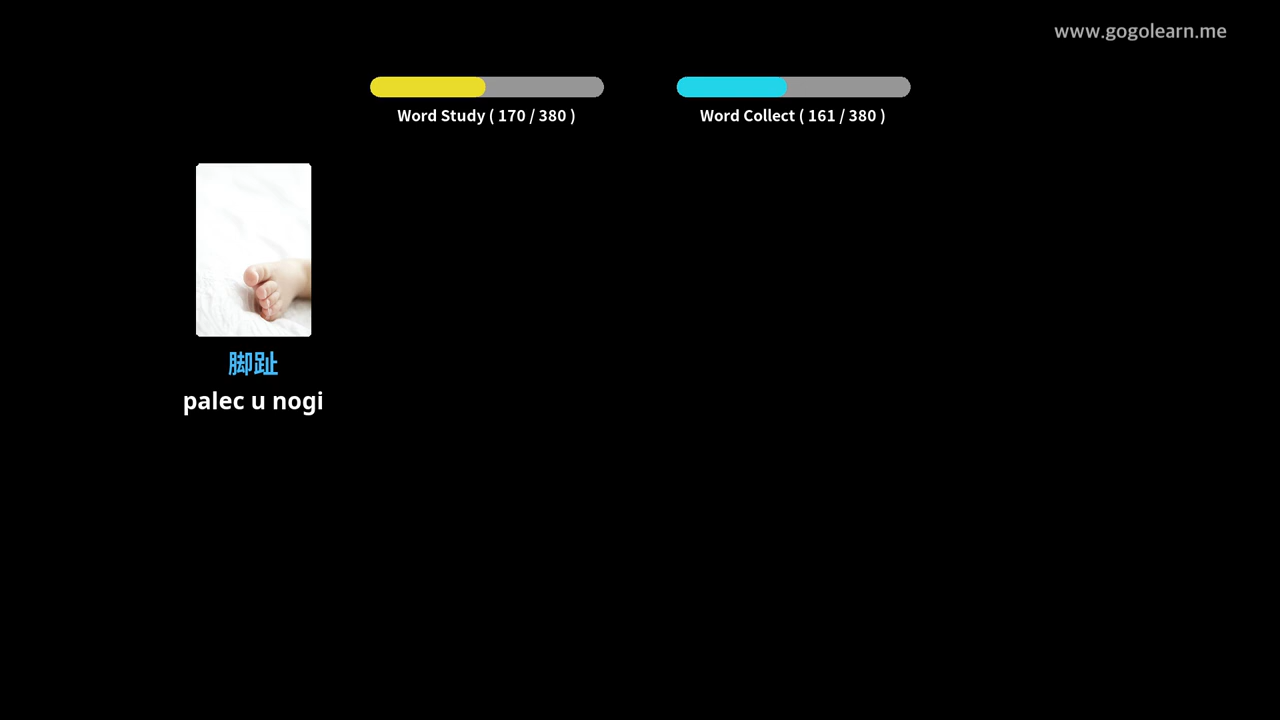 www.gogolearn.me
Word Study ( 170 / 380 )
Word Collect ( 161 / 380 )
脚趾
palec u nogi